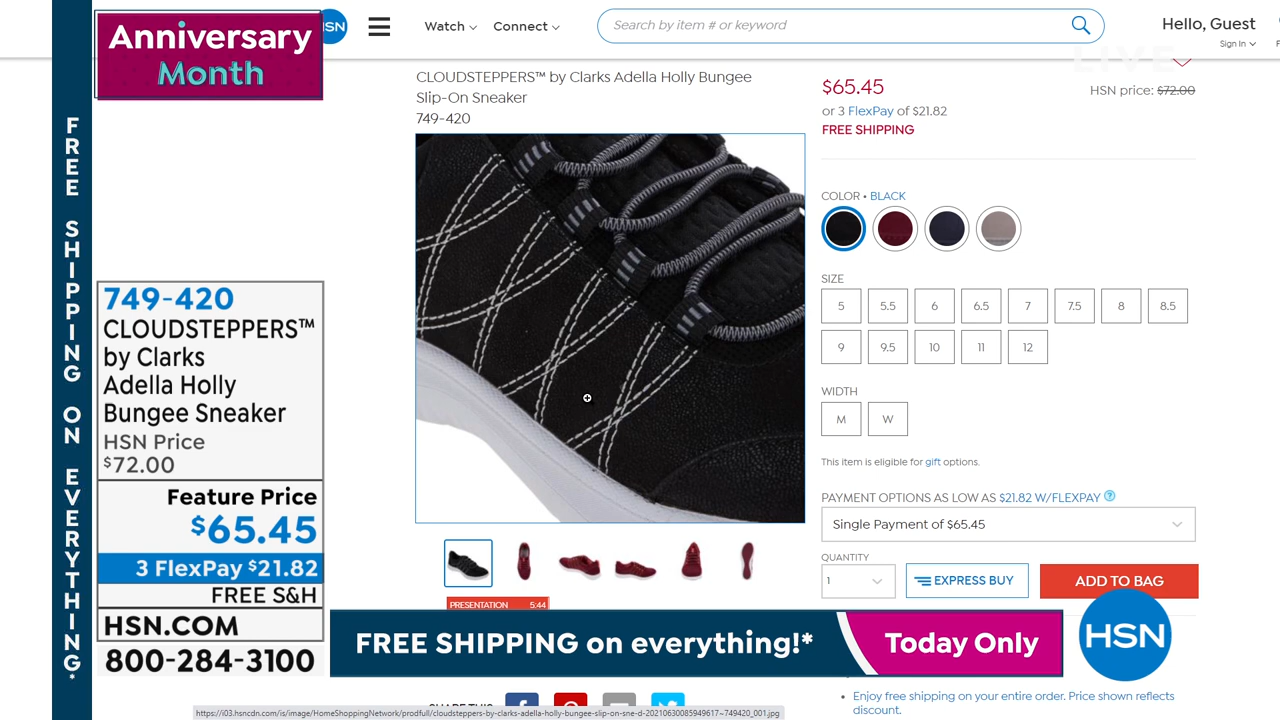 Anniversary
Month
HSN
Watch
Connect
Search by item # or keyword
Hello, Guest
Sign In
LIVE
FREE SHIPPING ON EVERYTHING!*
CLOUDSTEPPERS™ by Clarks Adella Holly Bungee
Slip-On Sneaker
749-420
$65.45
HSN price: $72.00
or 3 FlexPay of $21.82
FREE SHIPPING
COLOR • BLACK
SIZE
5 5.5 6 6.5 7 7.5 8 8.5
9 9.5 10 11 12
WIDTH
M W
This item is eligible for gift options.
PAYMENT OPTIONS AS LOW AS $21.82 W/FLEXPAY ?
Single Payment of $65.45
QUANTITY
1
EXPRESS BUY
ADD TO BAG
749-420
CLOUDSTEPPERS™
by Clarks
Adella Holly
Bungee Sneaker
HSN Price
$72.00
Feature Price
$65.45
3 FlexPay $21.82
FREE S&H
HSN.COM
800-284-3100
PRESENTATION 5:44
FREE SHIPPING on everything!*
Today Only
HSN
• Enjoy free shipping on your entire order. Price shown reflects
discount.
https://i03.hsncdn.com/is/image/HomeShoppingNetwork/prodfull/cloudsteppers-by-clarks-adella-holly-bungee-slip-on-sne-d-20210630085949617~749420_001.jpg